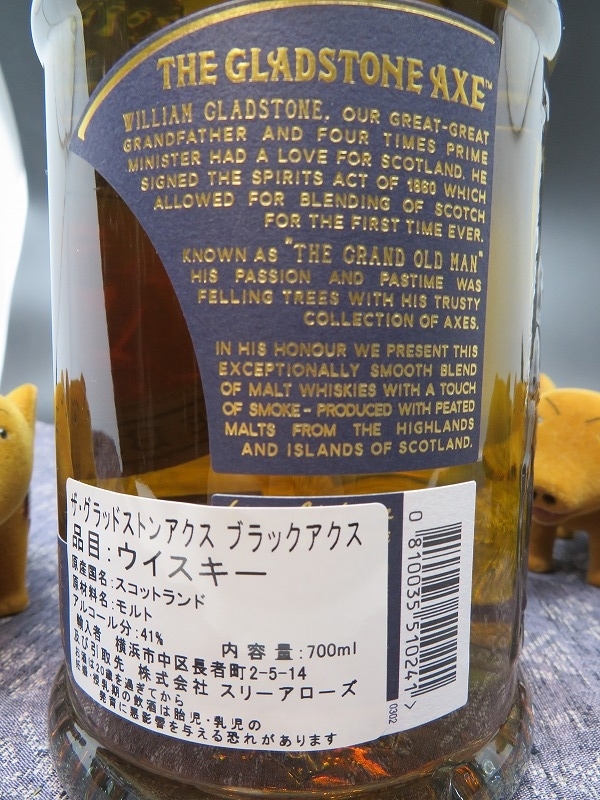 THE GLADSTONE AXE™
WILLIAM GLADSTONE, OUR GREAT-GREAT
GRANDFATHER AND FOUR TIMES PRIME
MINISTER HAD A LOVE FOR SCOTLAND. HE
SIGNED THE SPIRITS ACT OF 1860 WHICH
ALLOWED FOR BLENDING OF SCOTCH
FOR THE FIRST TIME EVER.
KNOWN AS "THE GRAND OLD MAN"
HIS PASSION AND PASTIME WAS
FELLING TREES WITH HIS TRUSTY
COLLECTION OF AXES.
IN HIS HONOUR WE PRESENT THIS
EXCEPTIONALLY SMOOTH BLEND
OF MALT WHISKIES WITH A TOUCH
OF SMOKE - PRODUCED WITH PEATED
MALTS FROM THE HIGHLANDS
AND ISLANDS OF SCOTLAND.
ザ・グラッドストンアクス ブラックアクス
品目:ウイスキー
原産国名:スコットランド
原材料名:モルト
アルコール分:41%
内容量:700ml
輸入者 横浜市中区長者町2-5-14
及び引取先 株式会社 スリーアローズ
お酒は20歳を過ぎてから
妊娠・授乳期の飲酒は胎児・乳児の
発育に悪影響を与える恐れがあります
0 810035 510241 >
0302